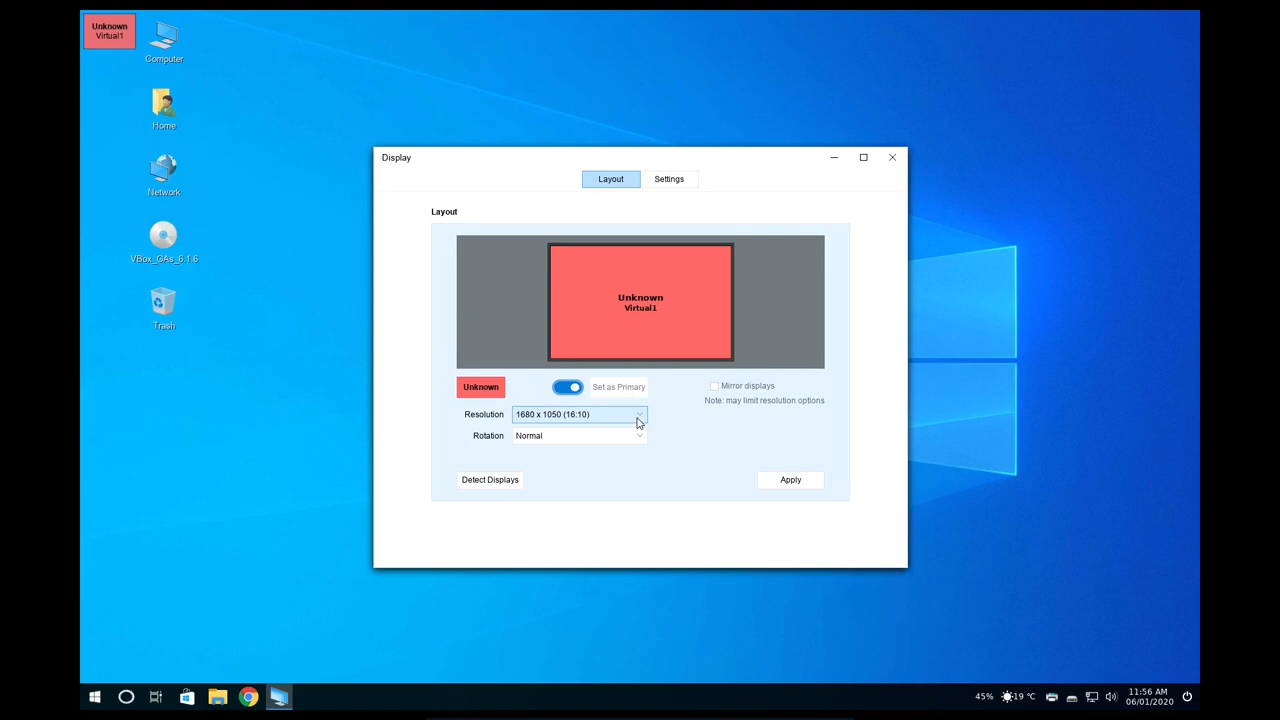 Unknown
Virtual1
Computer
Home
Network
VBox_GAs_6.1.6
Trash
Display
Layout
Settings
Layout
Unknown
Virtual1
Unknown
Set as Primary
Mirror displays
Note: may limit resolution options
Resolution
1680 x 1050 (16:10)
Rotation
Normal
Detect Displays
Apply
45%
19 ℃
11:56 AM
06/01/2020